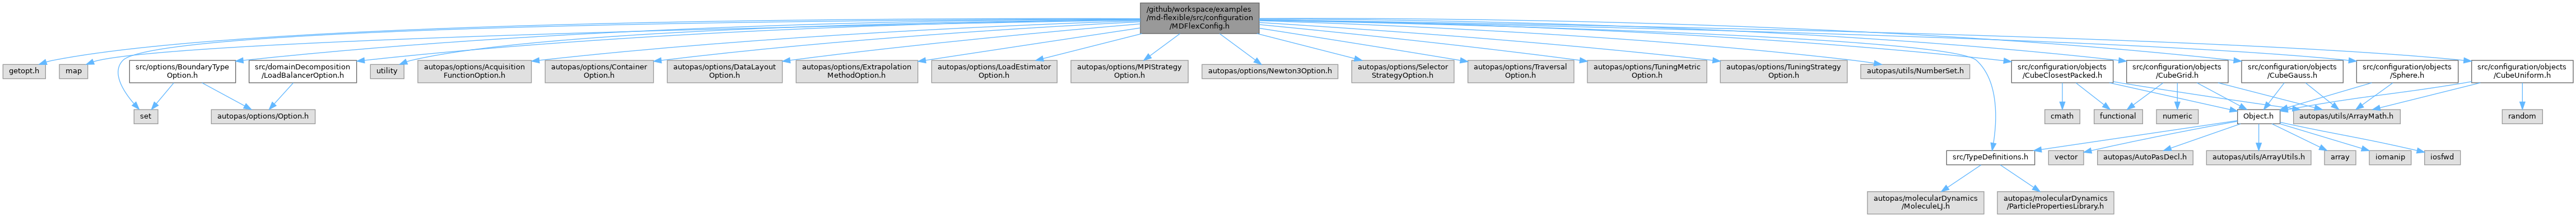 /github/workspace/examples
/md-flexible/src/configuration
/MDFlexConfig.h
getopt.h
map
src/options/BoundaryType
Option.h
src/domainDecomposition
/LoadBalancerOption.h
utility
autopas/options/Acquisition
FunctionOption.h
autopas/options/Container
Option.h
autopas/options/DataLayout
Option.h
autopas/options/Extrapolation
MethodOption.h
autopas/options/LoadEstimator
Option.h
autopas/options/MPIStrategy
Option.h
autopas/options/Newton3Option.h
autopas/options/Selector
StrategyOption.h
autopas/options/Traversal
Option.h
autopas/options/TuningMetric
Option.h
autopas/options/TuningStrategy
Option.h
autopas/utils/NumberSet.h
src/configuration/objects
/CubeClosestPacked.h
src/configuration/objects
/CubeGrid.h
src/configuration/objects
/CubeGauss.h
src/configuration/objects
/Sphere.h
src/configuration/objects
/CubeUniform.h
set
autopas/options/Option.h
cmath
functional
numeric
Object.h
autopas/utils/ArrayMath.h
random
src/TypeDefinitions.h
vector
autopas/AutoPasDecl.h
autopas/utils/ArrayUtils.h
array
iomanip
iosfwd
autopas/molecularDynamics
/MoleculeLJ.h
autopas/molecularDynamics
/ParticlePropertiesLibrary.h